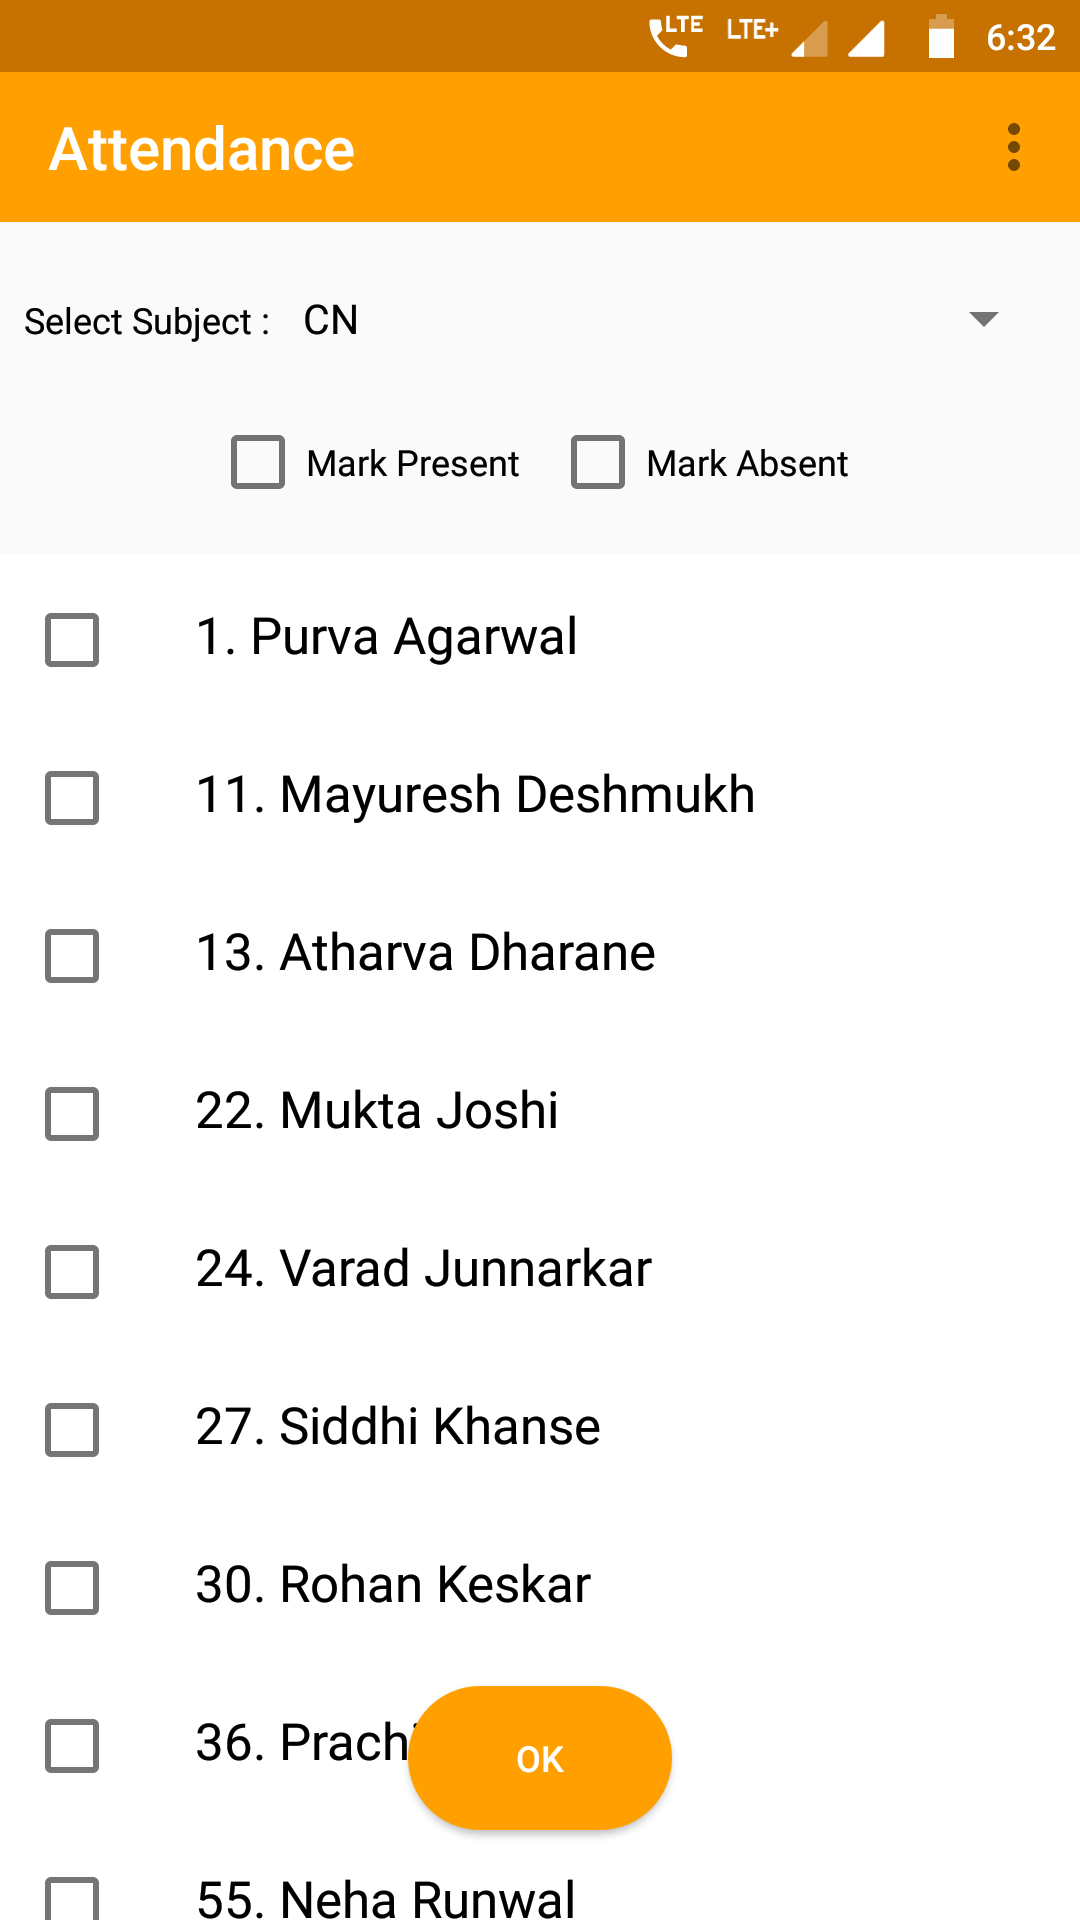 LTE LTE+ 6:32
Attendance
Select Subject : CN
Mark Present Mark Absent
1. Purva Agarwal
11. Mayuresh Deshmukh
13. Atharva Dharane
22. Mukta Joshi
24. Varad Junnarkar
27. Siddhi Khanse
30. Rohan Keskar
36. Prachi
OK
55. Neha Runwal